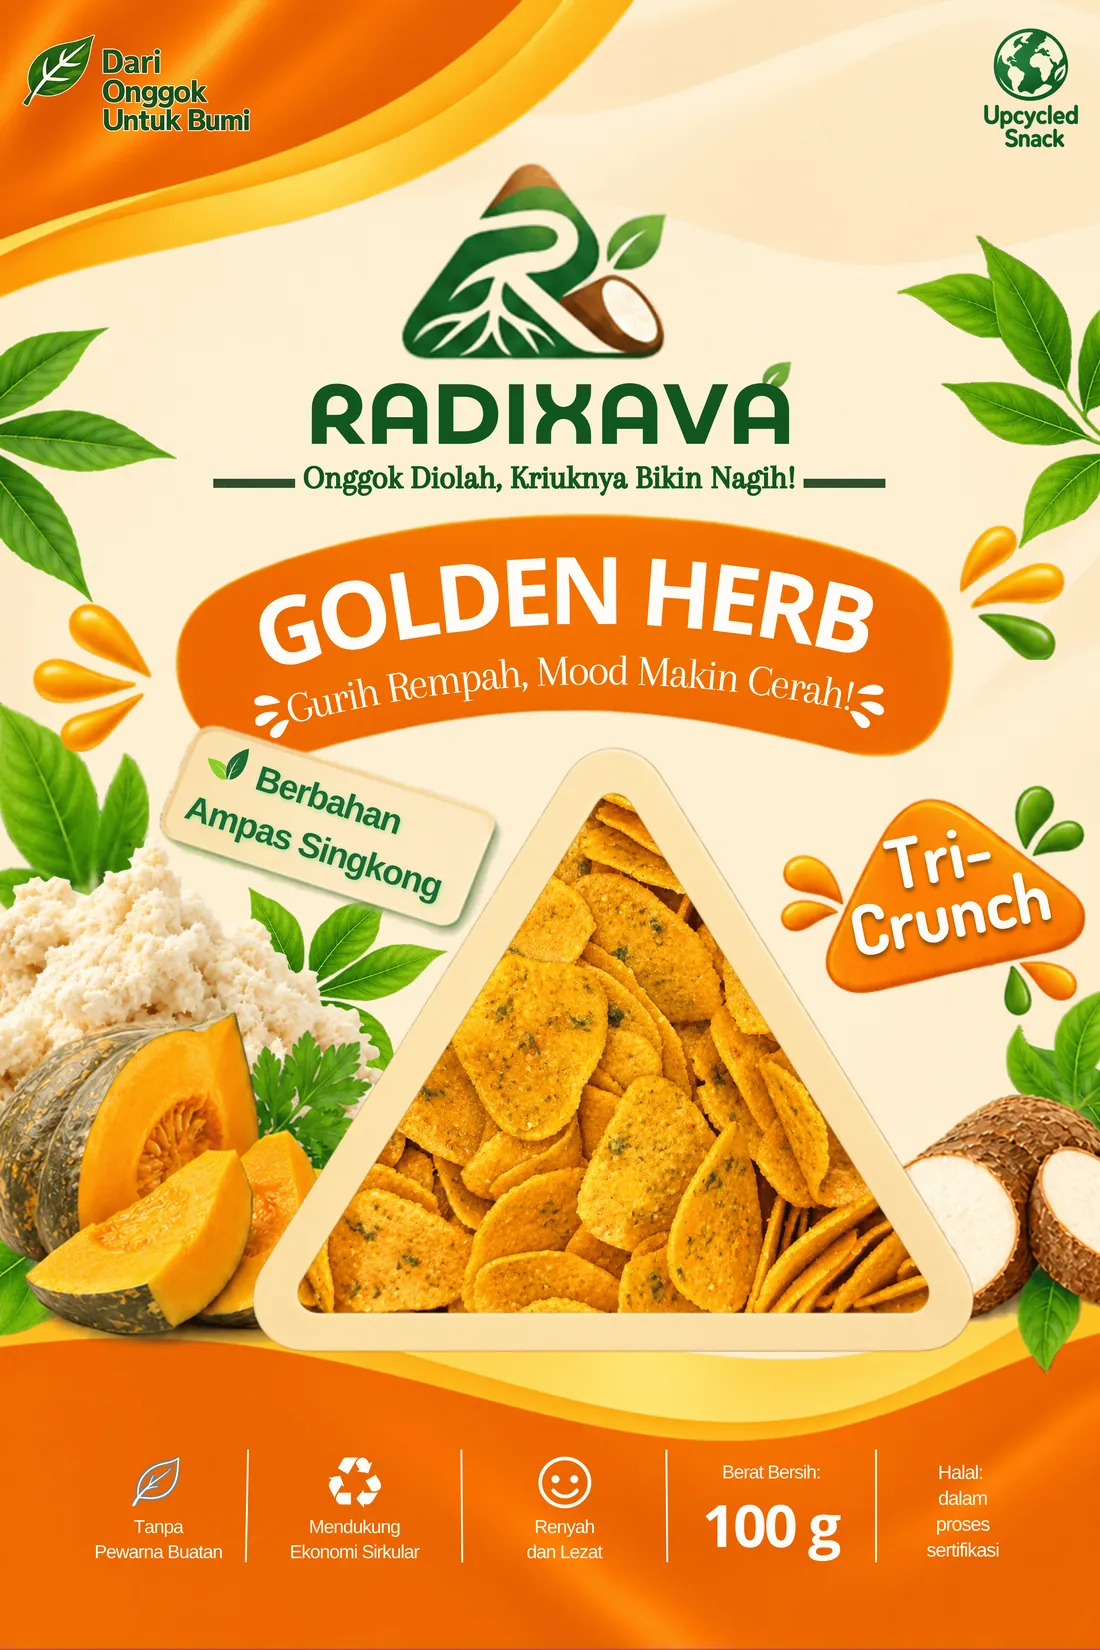 Dari
Onggok
Untuk Bumi
Upcycled
Snack
RADIXAVA
Onggok Diolah, Kriuknya Bikin Nagih!
GOLDEN HERB
Gurih Rempah, Mood Makin Cerah!
Berbahan
Ampas Singkong
Tri-
Crunch
Tanpa
Pewarna Buatan
Mendukung
Ekonomi Sirkular
Renyah
dan Lezat
Berat Bersih:
100 g
Halal:
dalam
proses
sertifikasi